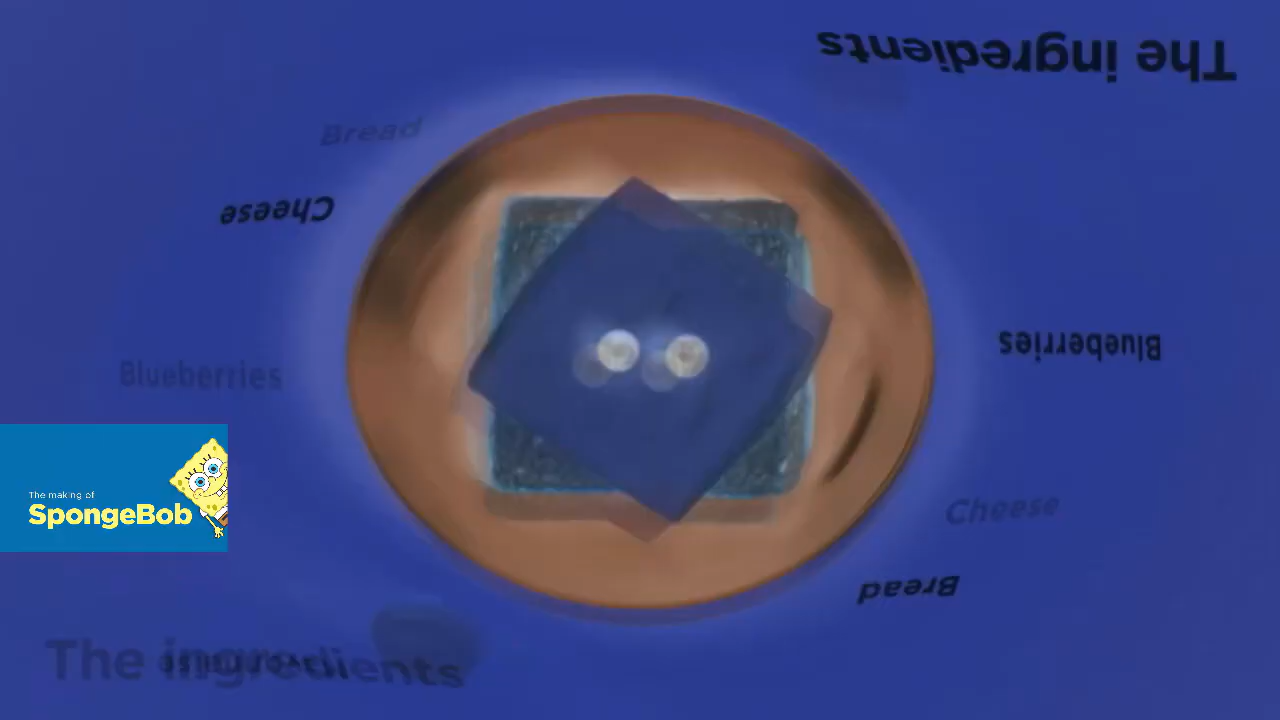 The ingredients
Bread
Cheese
Blueberries
Blueberries
The making of
SpongeBob
Cheese
Bread
The ingredients